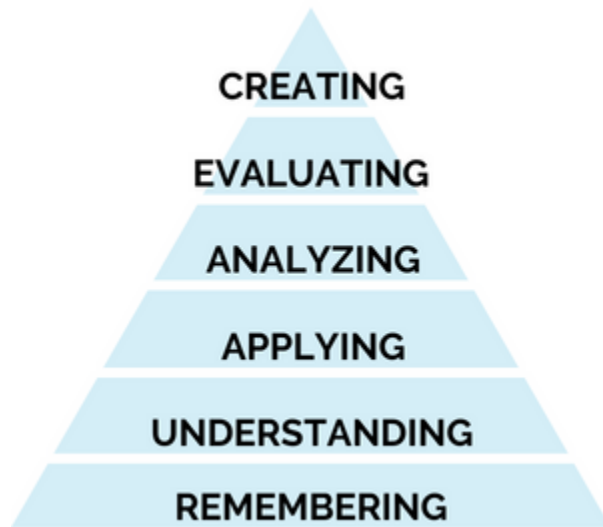 CREATING
EVALUATING
ANALYZING
APPLYING
UNDERSTANDING
REMEMBERING